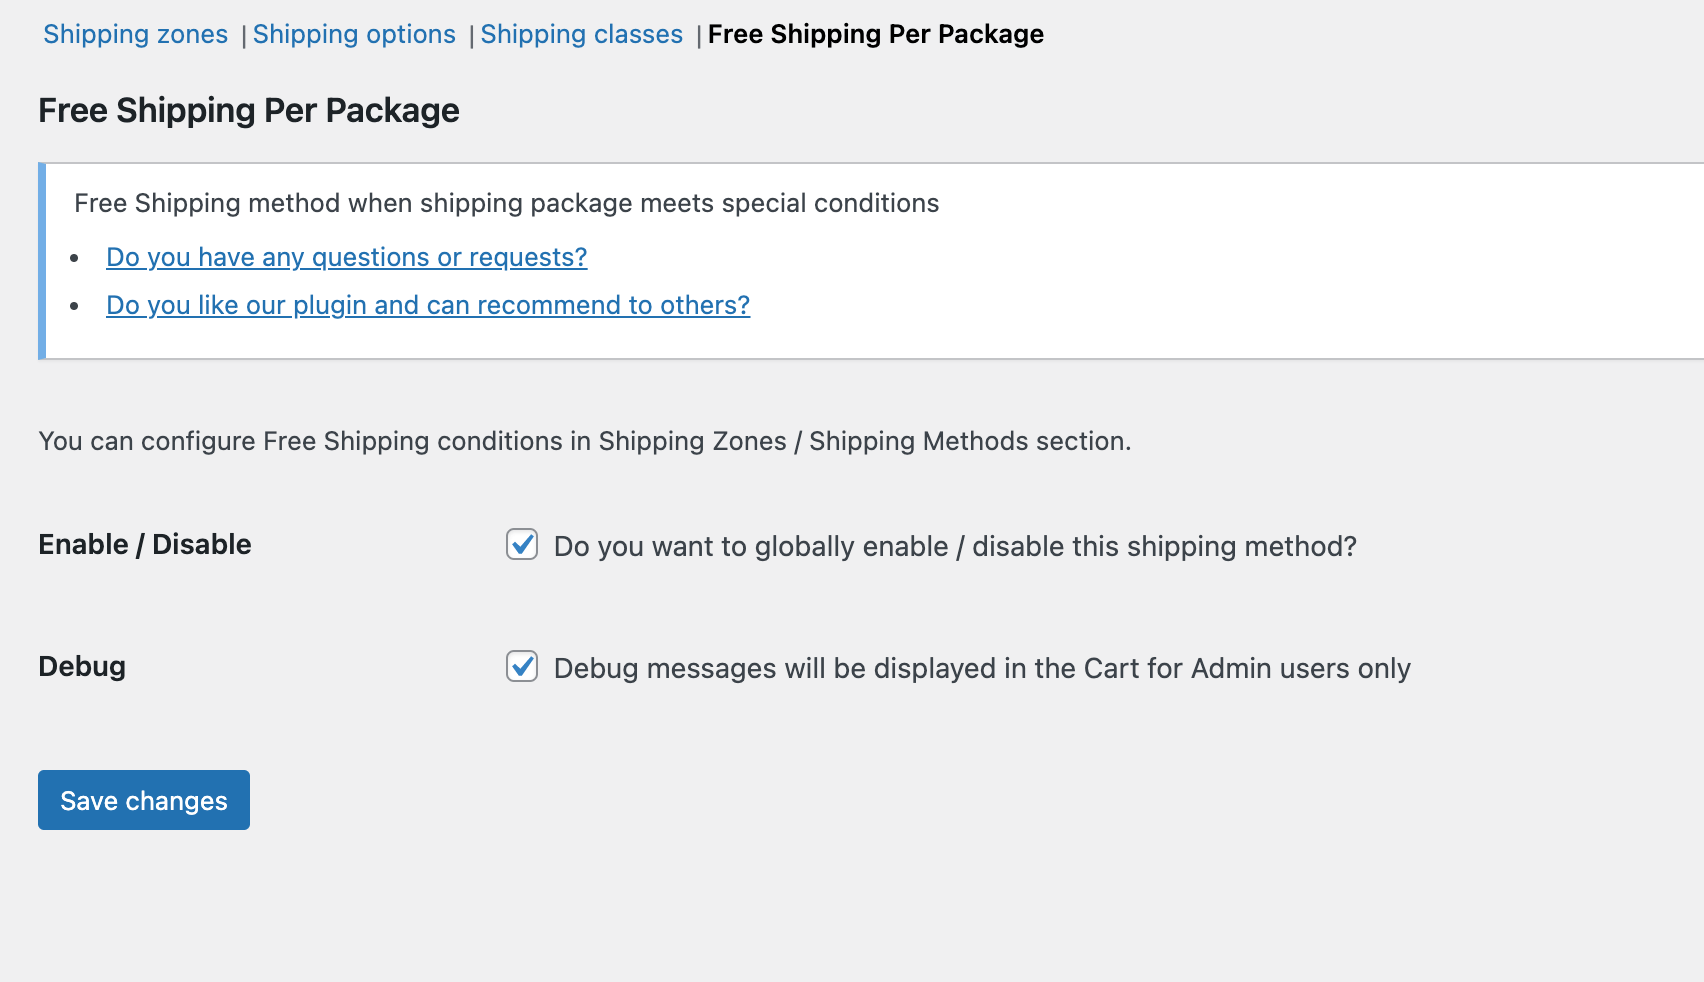 Shipping zones | Shipping options | Shipping classes | Free Shipping Per Package
Free Shipping Per Package
Free Shipping method when shipping package meets special conditions
• Do you have any questions or requests?
• Do you like our plugin and can recommend to others?
You can configure Free Shipping conditions in Shipping Zones / Shipping Methods section.
Enable / Disable Do you want to globally enable / disable this shipping method?
Debug Debug messages will be displayed in the Cart for Admin users only
Save changes